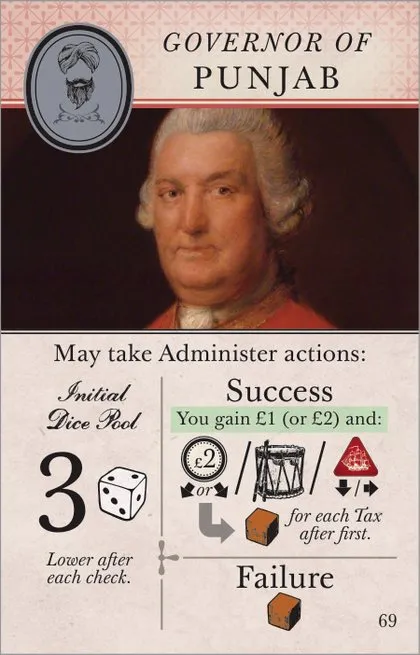 GOVERNOR OF
PUNJAB
May take Administer actions:
Initial
Dice Pool
3
Lower after
each check.
Success
You gain £1 (or £2) and:
£2
or
/
/
/
for each Tax
after first.
Failure
69